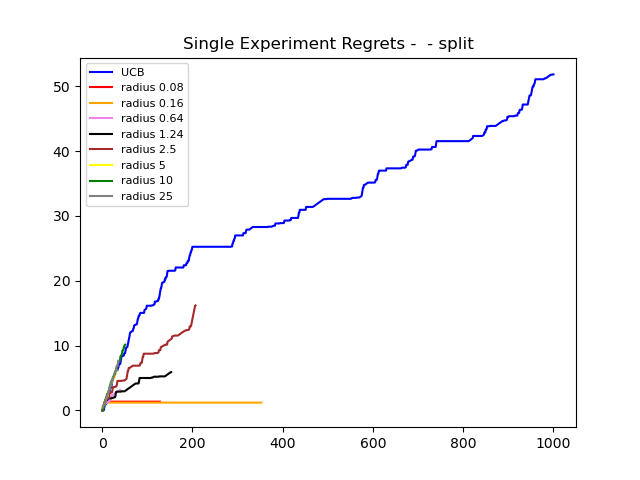 Single Experiment Regrets -  - split
UCB
radius 0.08
radius 0.16
radius 0.64
radius 1.24
radius 2.5
radius 5
radius 10
radius 25
50
40
30
20
10
0
0
200
400
600
800
1000